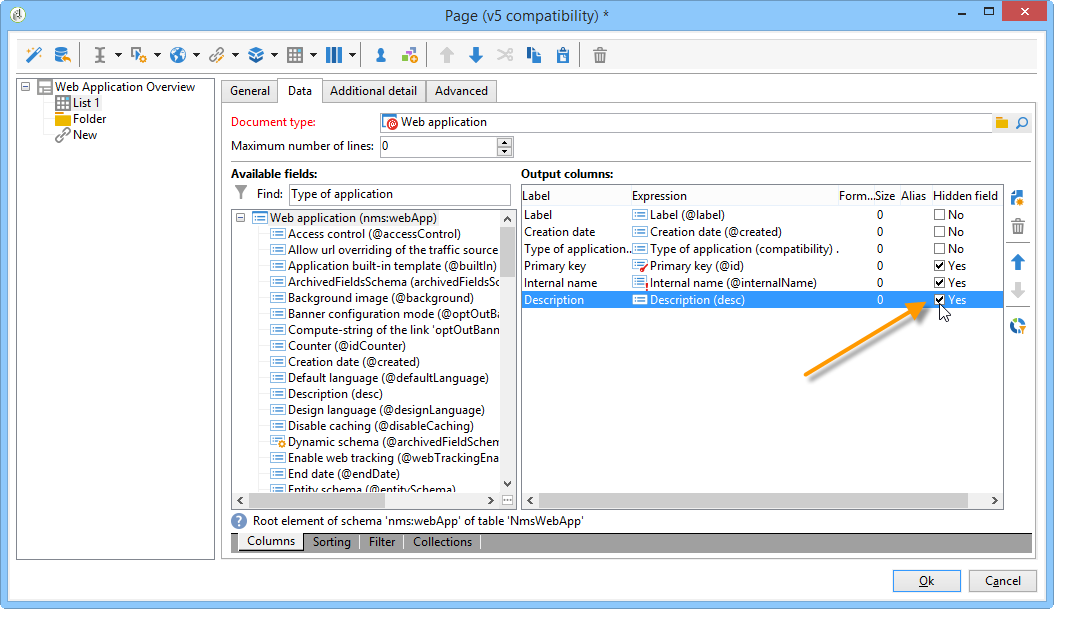 Page (v5 compatibility) *
Web Application Overview
List 1
Folder
New
General Data Additional detail Advanced
Document type: Web application
Maximum number of lines: 0
Available fields:
Find: Type of application
Web application (nms:webApp)
Access control (@accessControl)
Allow url overriding of the traffic source
Application built-in template (@builtIn)
ArchivedFieldsSchema (archivedFieldsSc
Background image (@background)
Banner configuration mode (@optOutBa
Compute-string of the link 'optOutBann
Counter (@idCounter)
Creation date (@created)
Default language (@defaultLanguage)
Description (desc)
Design language (@designLanguage)
Disable caching (@disableCaching)
Dynamic schema (@archivedFieldSchem
Enable web tracking (@webTrackingEna
End date (@endDate)
Entity schema (@entitySchema)
Output columns:
Label Expression Form... Size Alias Hidden field
Label Label (@label) 0 No
Creation date Creation date (@created) 0 No
Type of application... Type of application (compatibility) . 0 No
Primary key Primary key (@id) 0 Yes
Internal name Internal name (@internalName) 0 Yes
Description Description (desc) 0 Yes
Root element of schema 'nms:webApp' of table 'NmsWebApp'
Columns Sorting Filter Collections
Ok Cancel